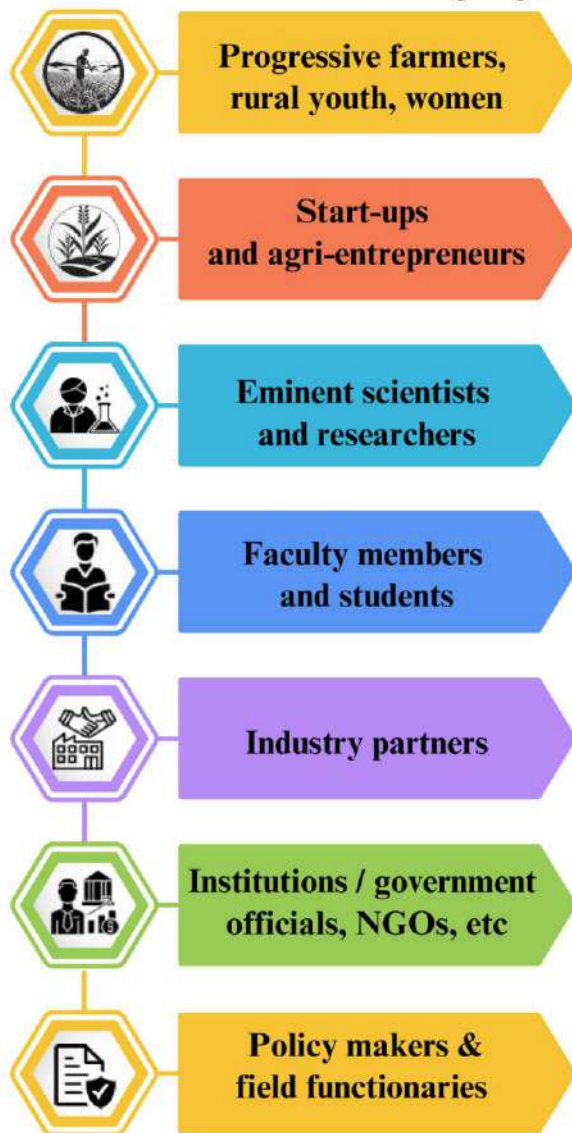 Progressive farmers,
rural youth, women
Start-ups
and agri-entrepreneurs
Eminent scientists
and researchers
Faculty members
and students
Industry partners
Institutions / government
officials, NGOs, etc
Policy makers &
field functionaries